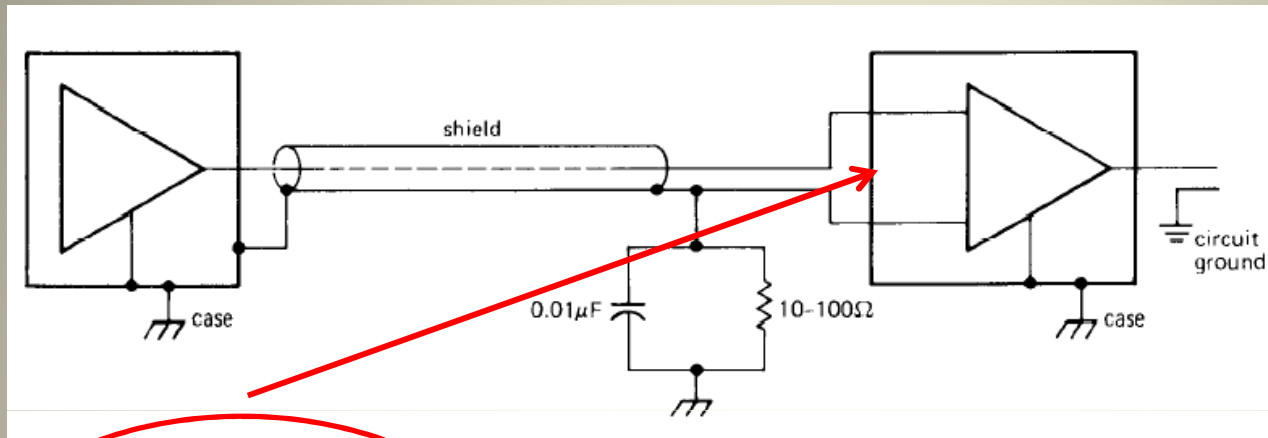 shield
case
0.01μF
10-100Ω
case
circuit
ground